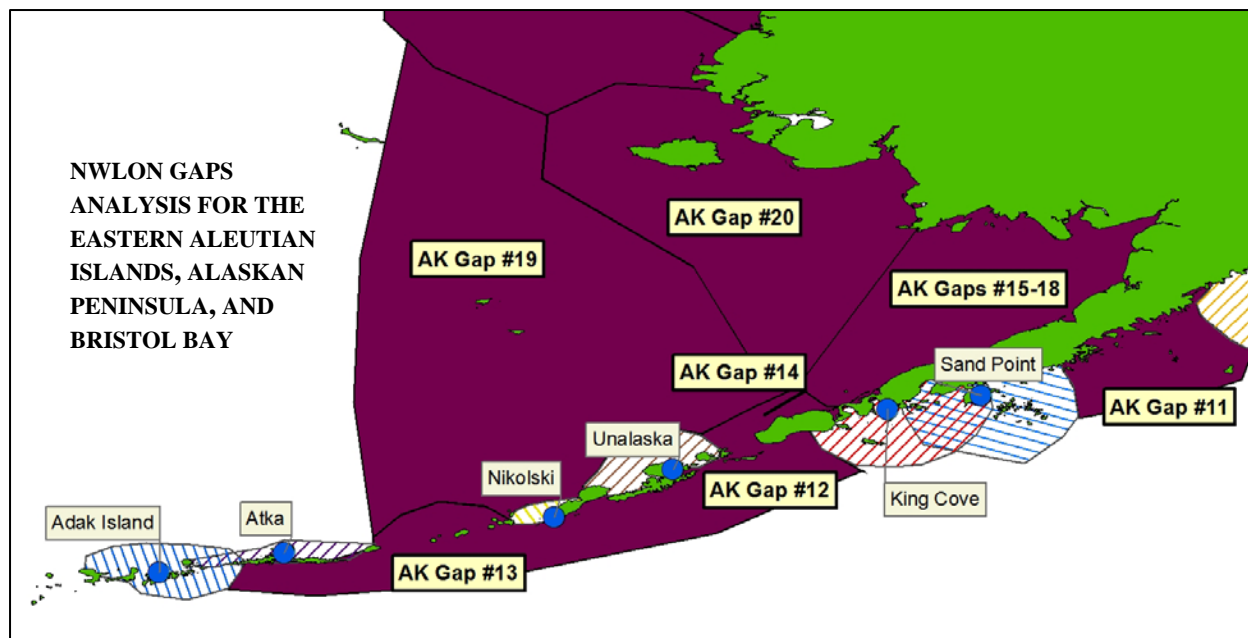 NWLON GAPS
ANALYSIS FOR THE
EASTERN ALEUTIAN
ISLANDS, ALASKAN
PENINSULA, AND
BRISTOL BAY
AK Gap #20
AK Gap #19
AK Gaps #15-18
AK Gap #14
Sand Point
AK Gap #11
Unalaska
Nikolski
AK Gap #12
King Cove
Adak Island
Atka
AK Gap #13